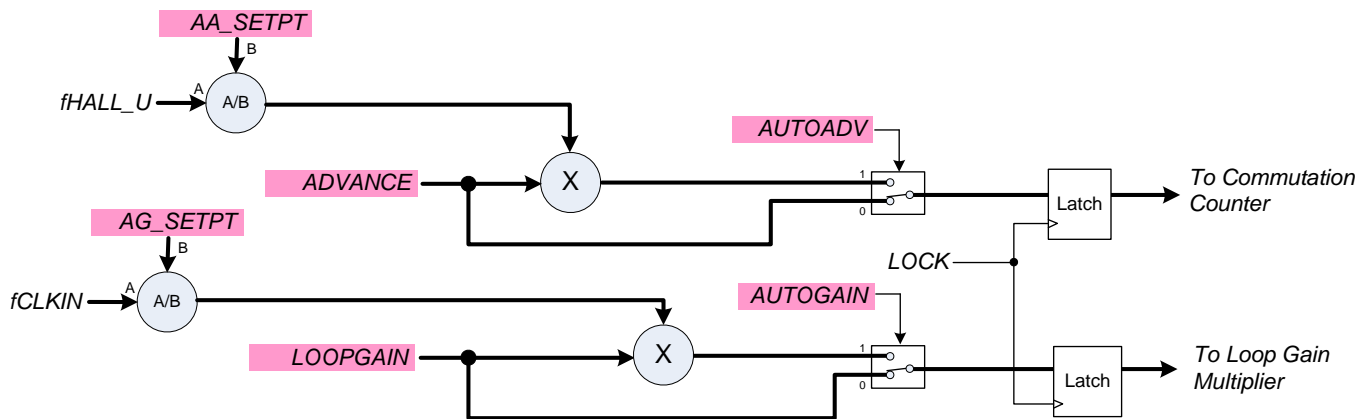 AA_SETPT
B
A
fHALL_U
A/B
AUTOADV
ADVANCE
X
1
0
To Commutation
Counter
Latch
AG_SETPT
B
A
fCLKIN
A/B
LOCK
AUTOGAIN
LOOPGAIN
X
1
0
To Loop Gain
Multiplier
Latch